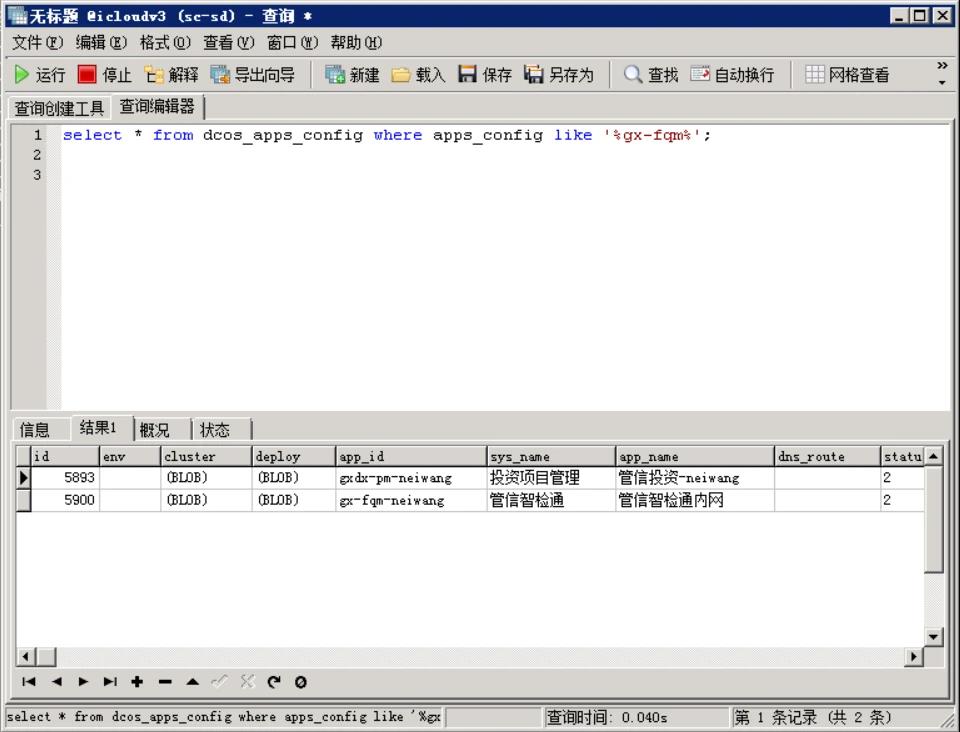 无标题 @icloudv3 (sc-sd) - 查询 *
文件(F) 编辑(E) 格式(O) 查看(V) 窗口(W) 帮助(H)
运行 停止 解释 导出向导 新建 载入 保存 另存为 查找 自动换行 网格查看 »
查询创建工具 查询编辑器
1 select * from dcos_apps_config where apps_config like '%gx-fqm%';
2
3
信息 结果1 概况 状态
id env cluster deploy app_id sys_name app_name dns_route statu
5893 (BLOB) (BLOB) gxdx-pm-neiwang 投资项目管理 管信投资-neiwang 2
5900 (BLOB) (BLOB) gx-fqm-neiwang 管信智检通 管信智检通内网 2
select * from dcos_apps_config where apps_config like '%gx 查询时间: 0.040s 第 1 条记录 (共 2 条)